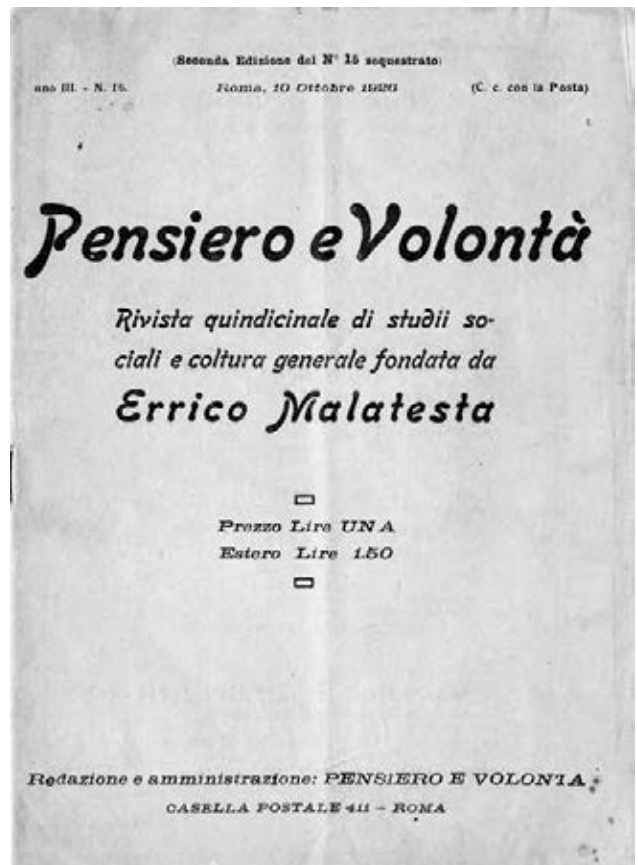 (Seconda Edizione del N° 15 sequestrato)
ano III. - N. 16. Roma, 10 Ottobre 1926 (C. c. con la Posta)
Pensiero e Volontà
Rivista quindicinale di studii so-
ciali e coltura generale fondata da
Errico Malatesta
Prezzo Lire UNA
Estero Lire 1.50
Redazione e amministrazione: PENSIERO E VOLONTA
CASELLA POSTALE 411 - ROMA